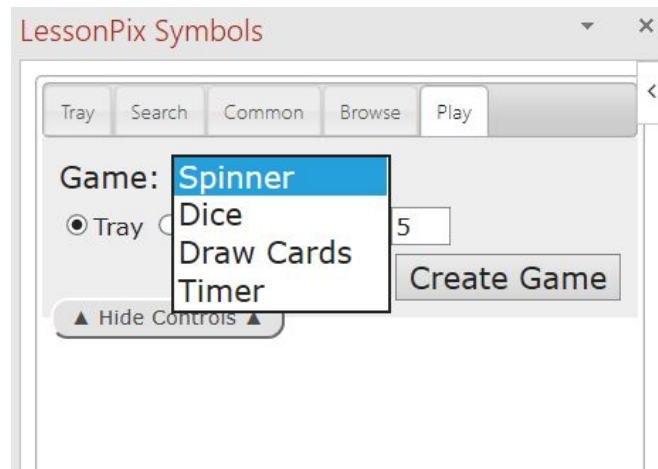 LessonPix Symbols
Tray Search Common Browse Play
Game: Spinner
Dice
Draw Cards
Timer
Tray 5
Create Game
▲ Hide Controls ▲